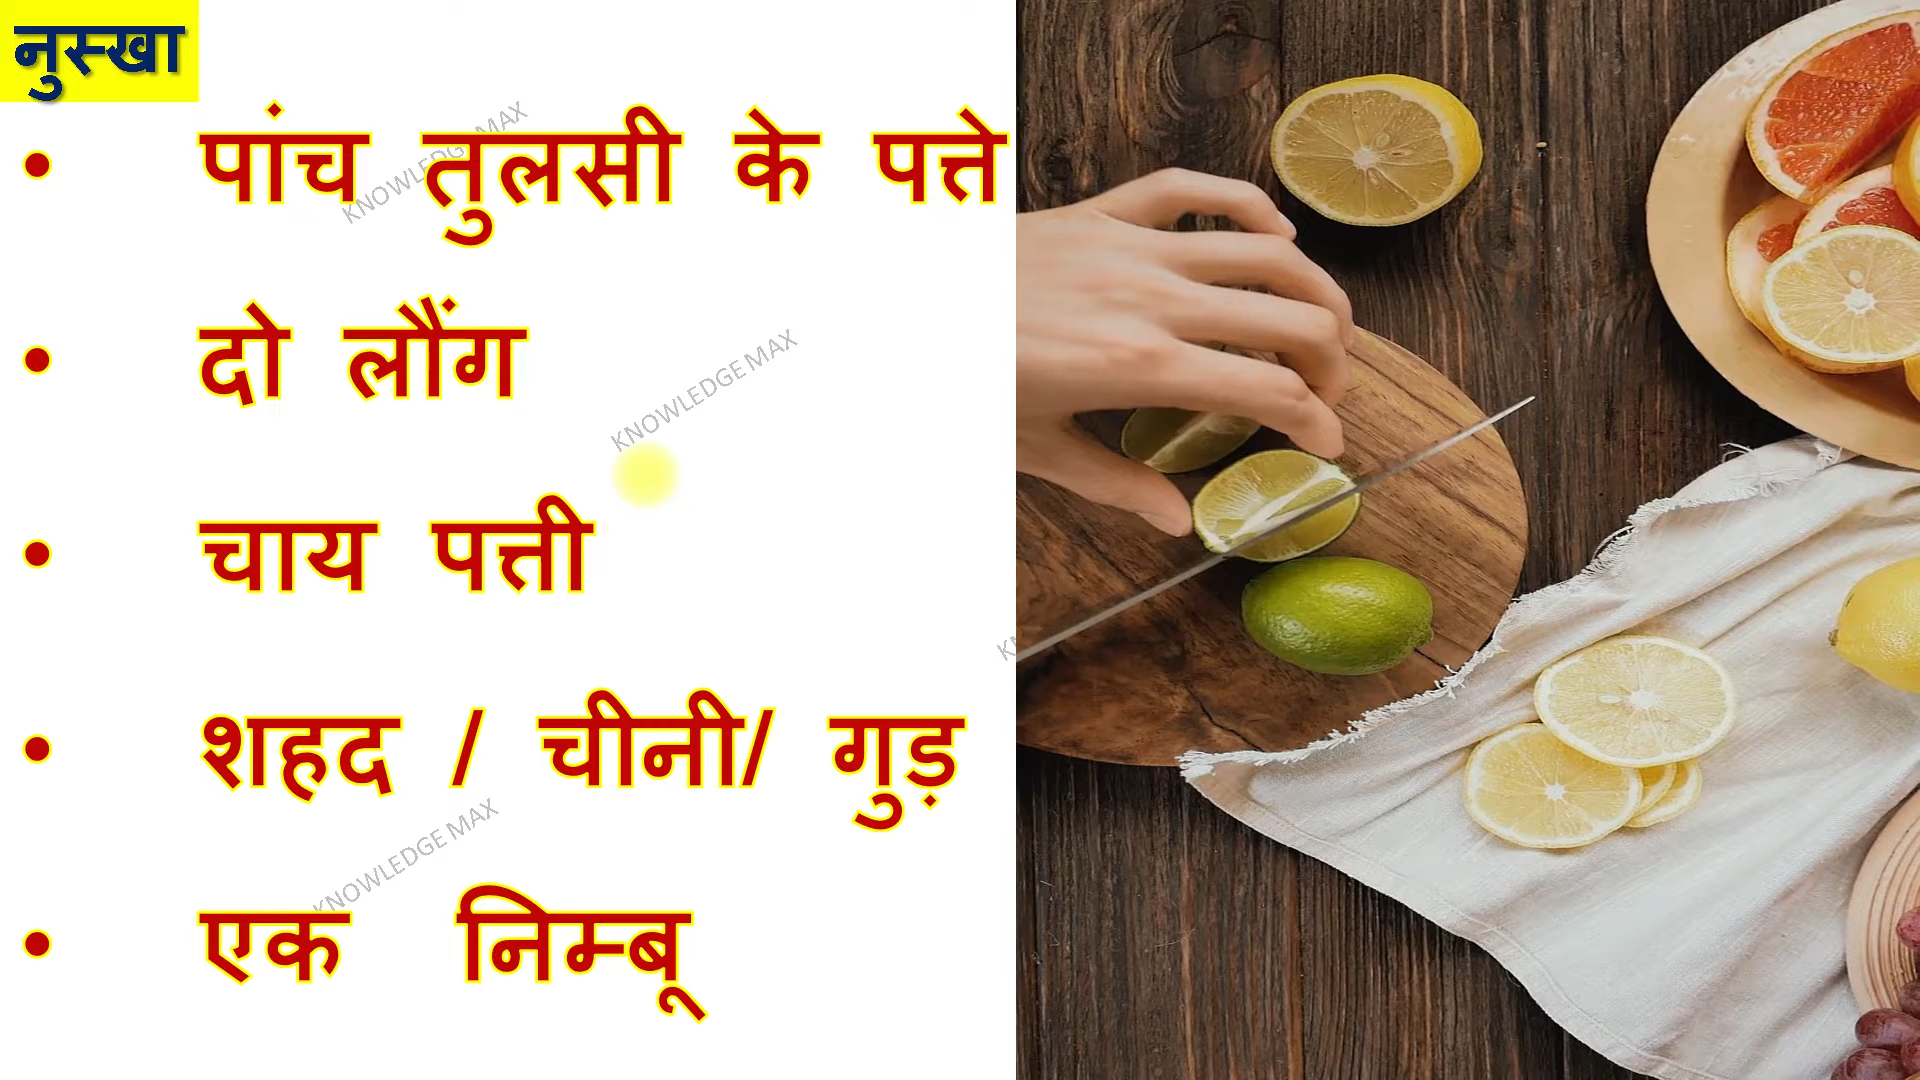 नुस्खा
• पांच तुलसी के पत्ते
KNOWLEDGE MAX
• दो लौंग
KNOWLEDGE MAX
• चाय पत्ती
• शहद / चीनी/ गुड़
KNOWLEDGE MAX
• एक निम्बू